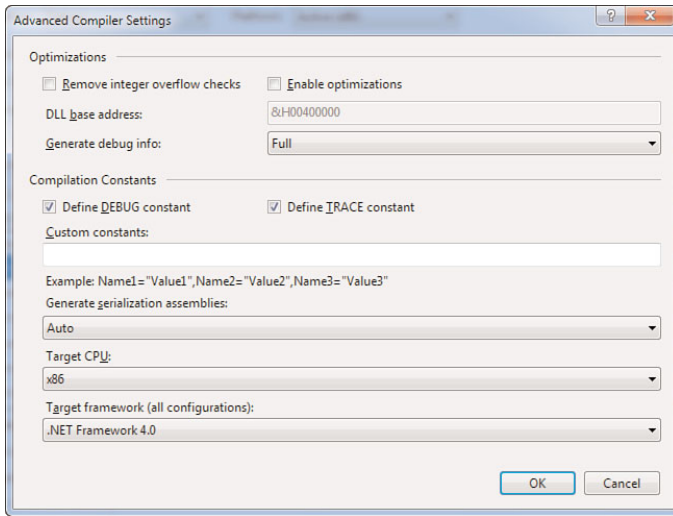 Advanced Compiler Settings
Optimizations
Remove integer overflow checks Enable optimizations
DLL base address: &H00400000
Generate debug info: Full
Compilation Constants
Define DEBUG constant Define TRACE constant
Custom constants:
Example: Name1="Value1",Name2="Value2",Name3="Value3"
Generate serialization assemblies:
Auto
Target CPU:
x86
Target framework (all configurations):
.NET Framework 4.0
OK Cancel